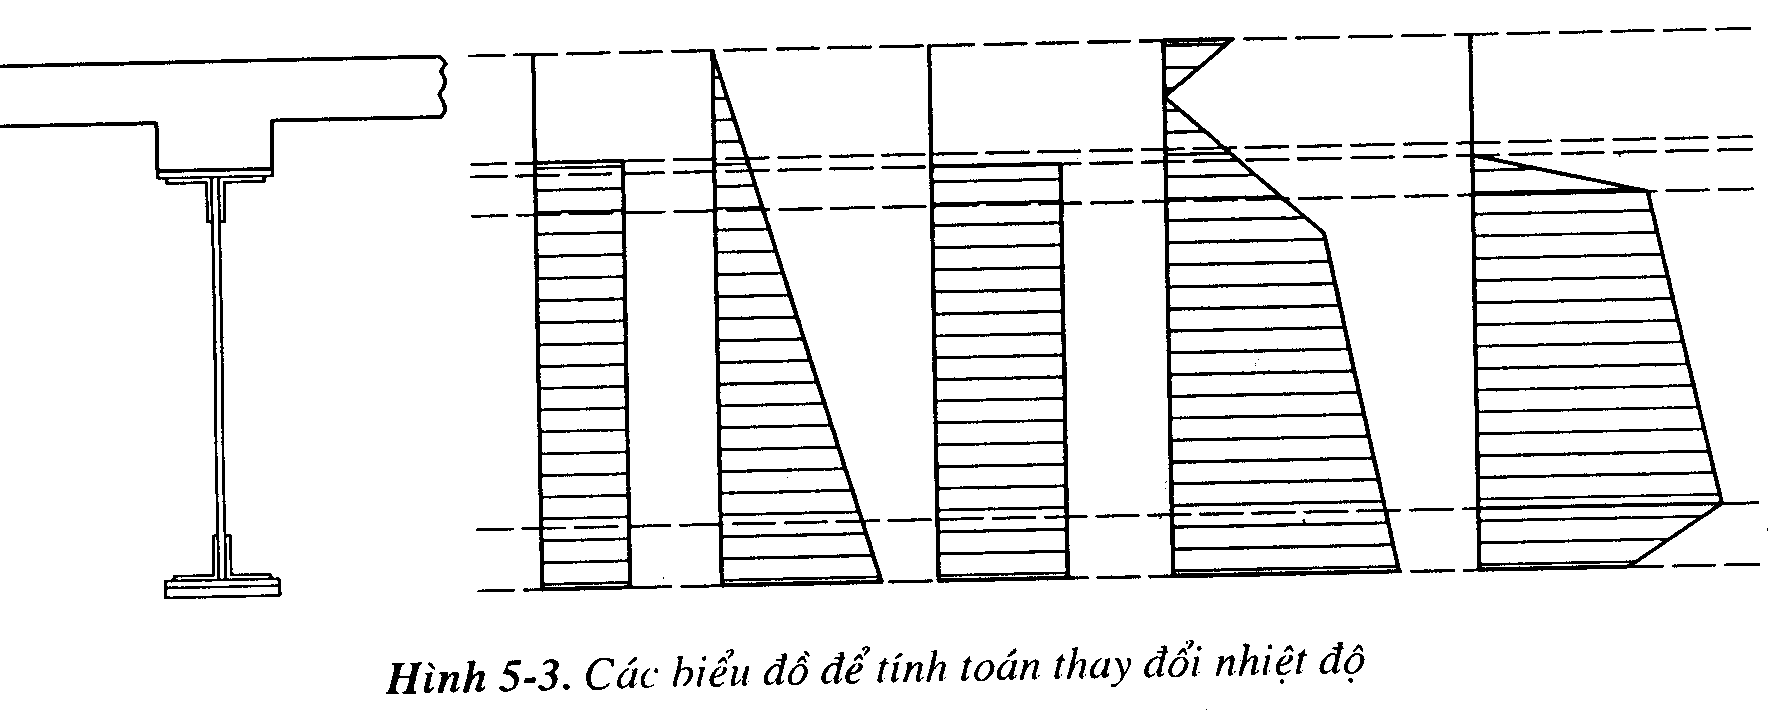 Hình 5-3. Các biểu đồ để tính toán thay đổi nhiệt độ